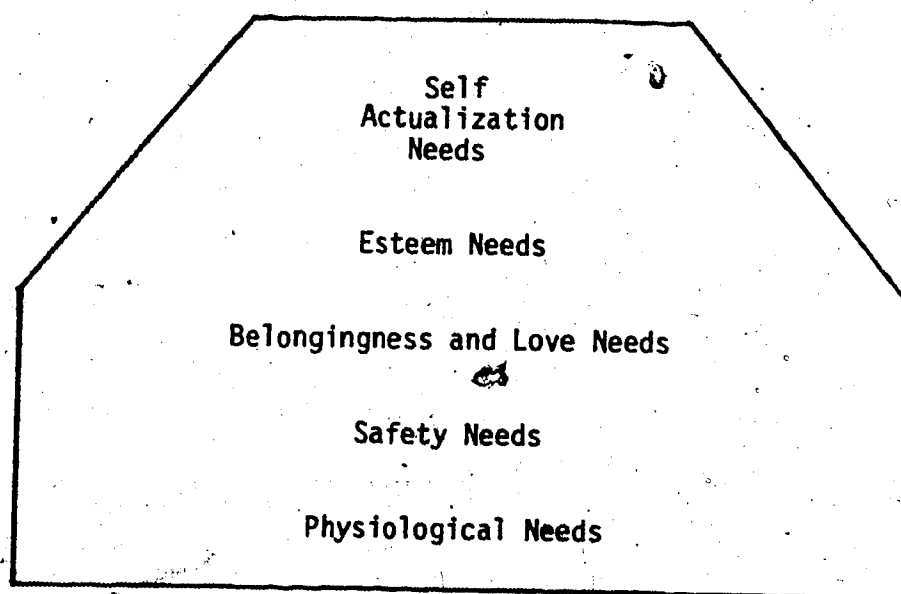 Self
Actualization
Needs
Esteem Needs
Belongingness and Love Needs
Safety Needs
Physiological Needs